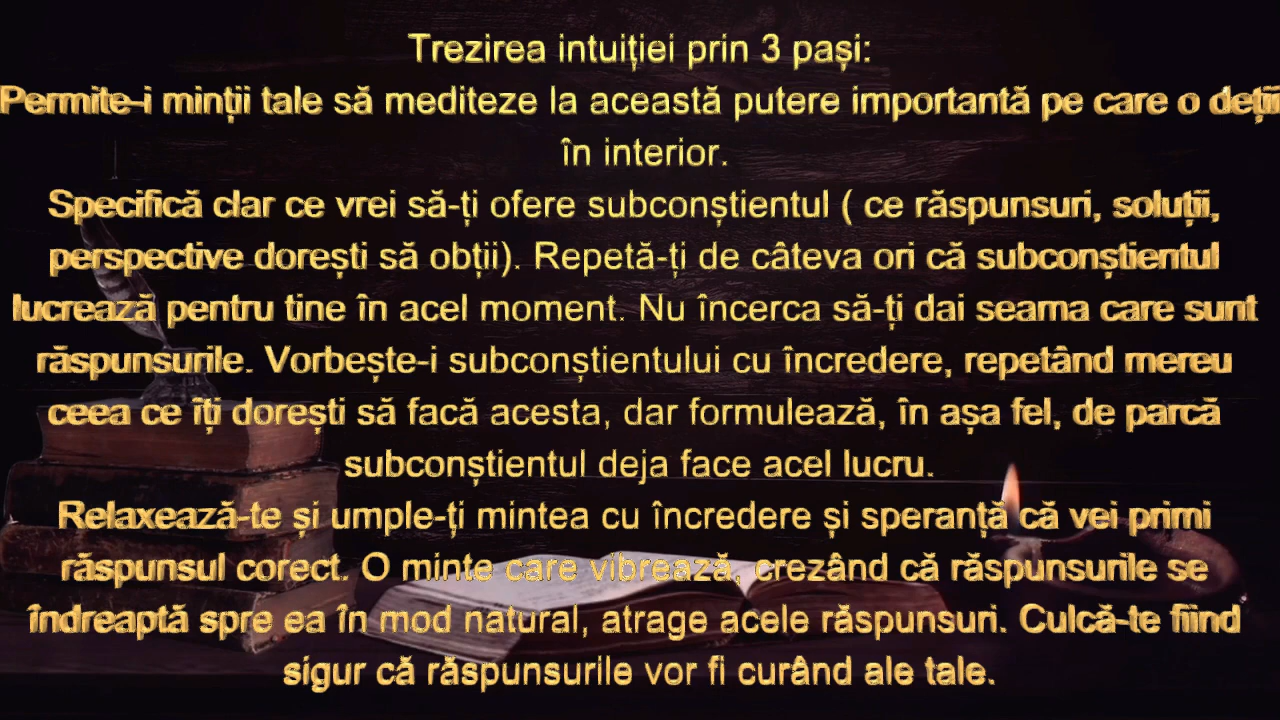 Trezirea intuiției prin 3 pași:
Permite-i minții tale să mediteze la această putere importantă pe care o deții
în interior.
Specifică clar ce vrei să-ți ofere subconștientul ( ce răspunsuri, soluții,
perspective dorești să obții). Repetă-ți de câteva ori că subconștientul
lucrează pentru tine în acel moment. Nu încerca să-ți dai seama care sunt
răspunsurile. Vorbește-i subconștientului cu încredere, repetând mereu
ceea ce îți dorești să facă acesta, dar formulează, în așa fel, de parcă
subconștientul deja face acel lucru.
Relaxează-te și umple-ți mintea cu încredere și speranță că vei primi
răspunsul corect. O minte care vibrează, crezând că răspunsurile se
îndreaptă spre ea în mod natural, atrage acele răspunsuri. Culcă-te fiind
sigur că răspunsurile vor fi curând ale tale.